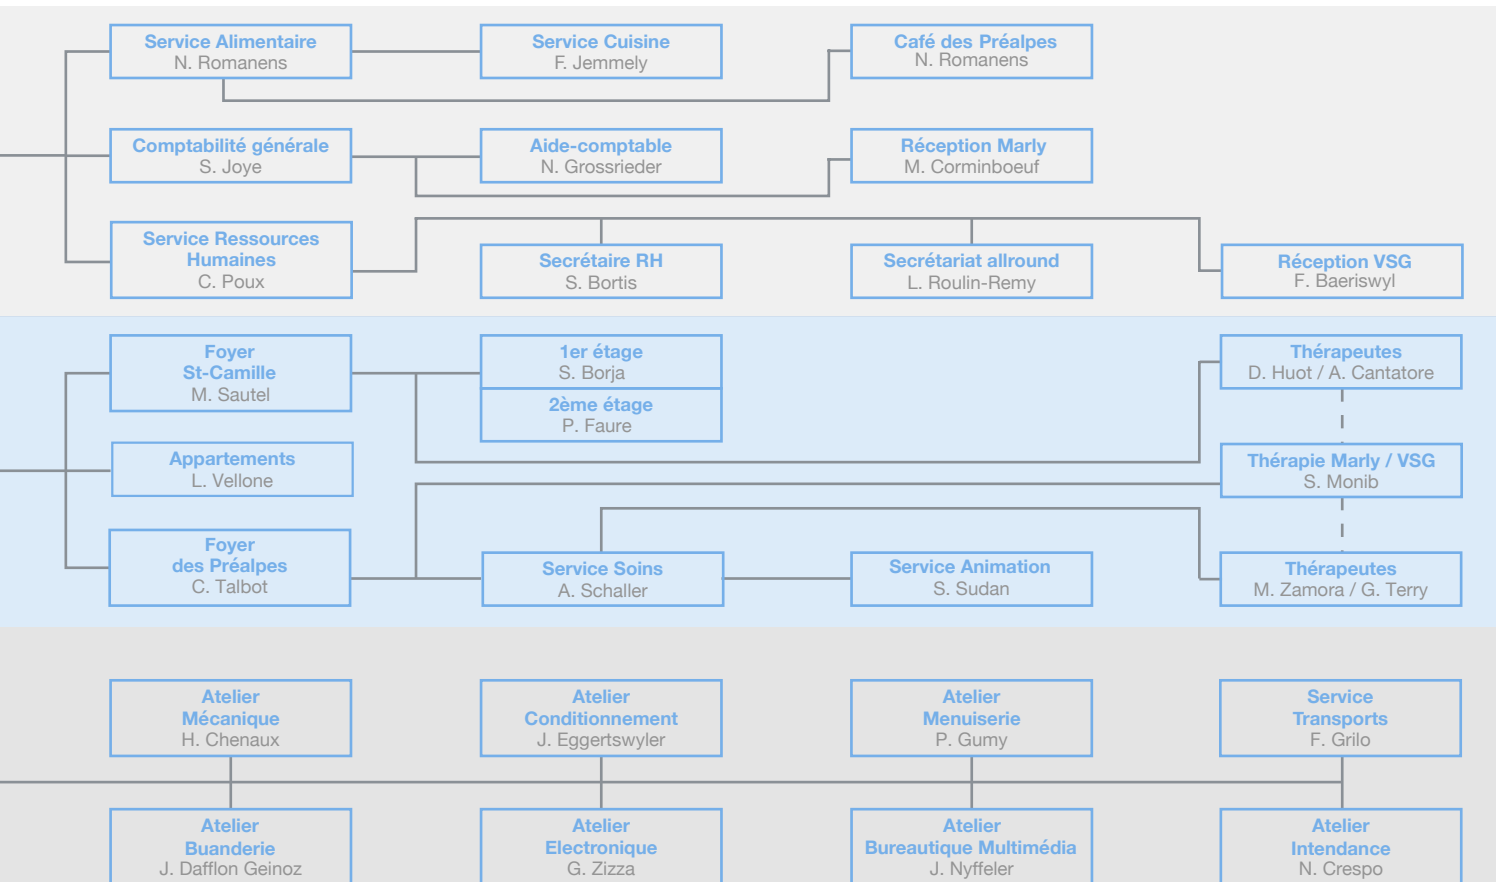 Service Alimentaire
N. Romanens
Service Cuisine
F. Jemmely
Café des Préalpes
N. Romanens
Comptabilité générale
S. Joye
Aide-comptable
N. Grossrieder
Réception Marly
M. Corminboeuf
Service Ressources
Humaines
C. Poux
Secrétaire RH
S. Bortis
Secrétariat allround
L. Roulin-Remy
Réception VSG
F. Baeriswyl
Foyer
St-Camille
M. Sautel
1er étage
S. Borja
2ème étage
P. Faure
Thérapeutes
D. Huot / A. Cantatore
Appartements
L. Vellone
Thérapie Marly / VSG
S. Monib
Foyer
des Préalpes
C. Talbot
Service Soins
A. Schaller
Service Animation
S. Sudan
Thérapeutes
M. Zamora / G. Terry
Atelier
Mécanique
H. Chenaux
Atelier
Conditionnement
J. Eggertswyler
Atelier
Menuiserie
P. Gumy
Service
Transports
F. Grilo
Atelier
Buanderie
J. Dafflon Geinoz
Atelier
Electronique
G. Zizza
Atelier
Bureautique Multimédia
J. Nyffeler
Atelier
Intendance
N. Crespo